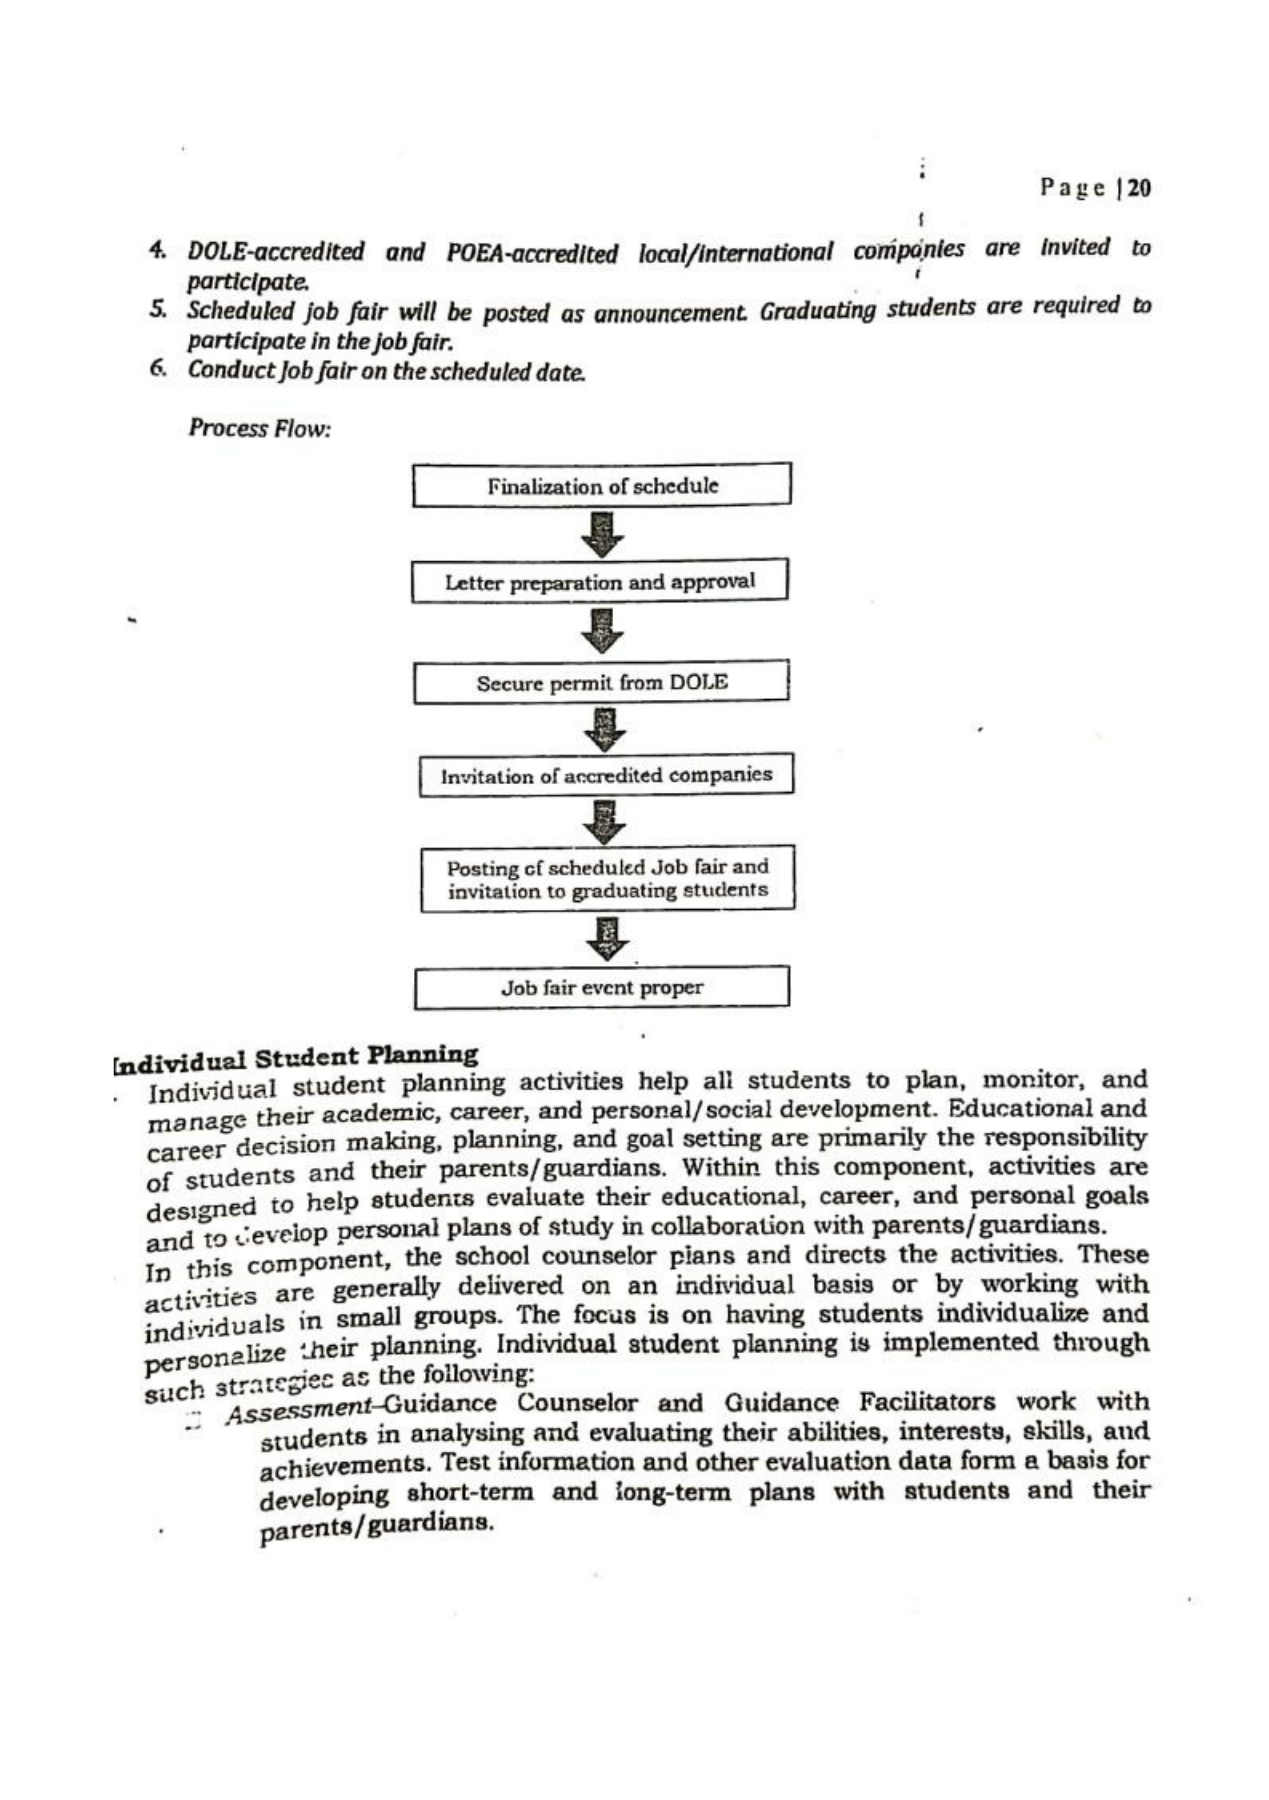 Page | 20
4. DOLE-accredited and POEA-accredited local/international companies are invited to
participate.
5. Scheduled job fair will be posted as announcement. Graduating students are required to
participate in the job fair.
6. Conduct Job fair on the scheduled date.
Process Flow:
Finalization of schedule
Letter preparation and approval
Secure permit from DOLE
Invitation of accredited companies
Posting of scheduled Job fair and
invitation to graduating students
Job fair event proper
Individual Student Planning
Individual student planning activities help all students to plan, monitor, and
manage their academic, career, and personal/social development. Educational and
career decision making, planning, and goal setting are primarily the responsibility
of students and their parents/guardians. Within this component, activities are
designed to help students evaluate their educational, career, and personal goals
and to develop personal plans of study in collaboration with parents/guardians.
In this component, the school counselor plans and directs the activities. These
activities are generally delivered on an individual basis or by working with
individuals in small groups. The focus is on having students individualize and
personalize their planning. Individual student planning is implemented through
such strategies as the following:
Assessment–Guidance Counselor and Guidance Facilitators work with
students in analysing and evaluating their abilities, interests, skills, and
achievements. Test information and other evaluation data form a basis for
developing short-term and long-term plans with students and their
parents/guardians.